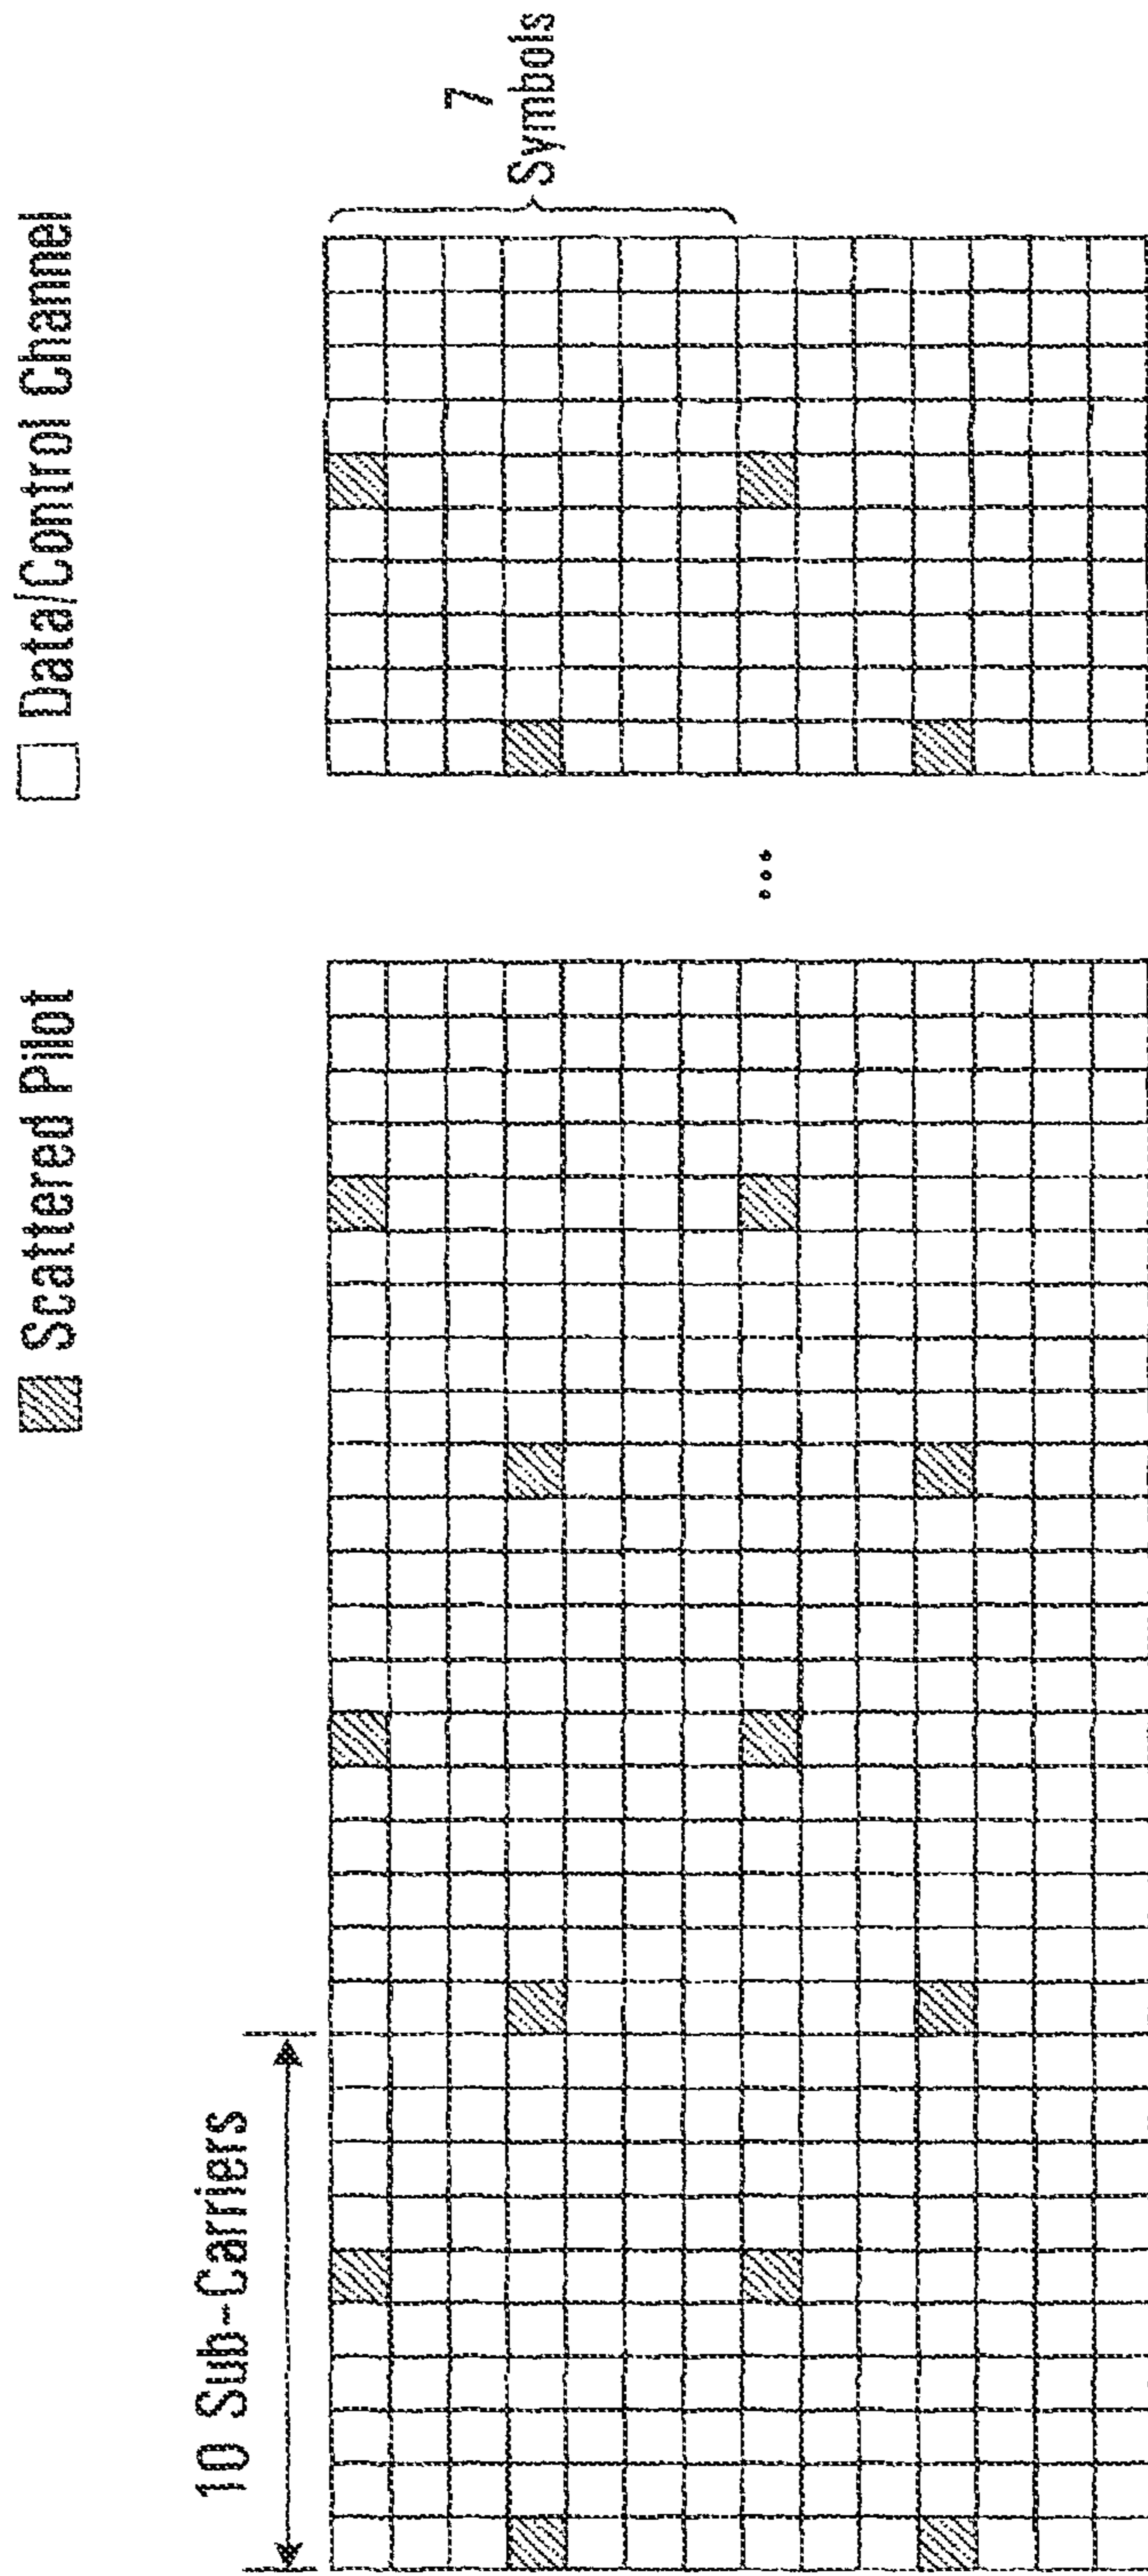 Scattered Pilot
Data/Control Channel
10 Sub-Carriers
...
7
Symbols